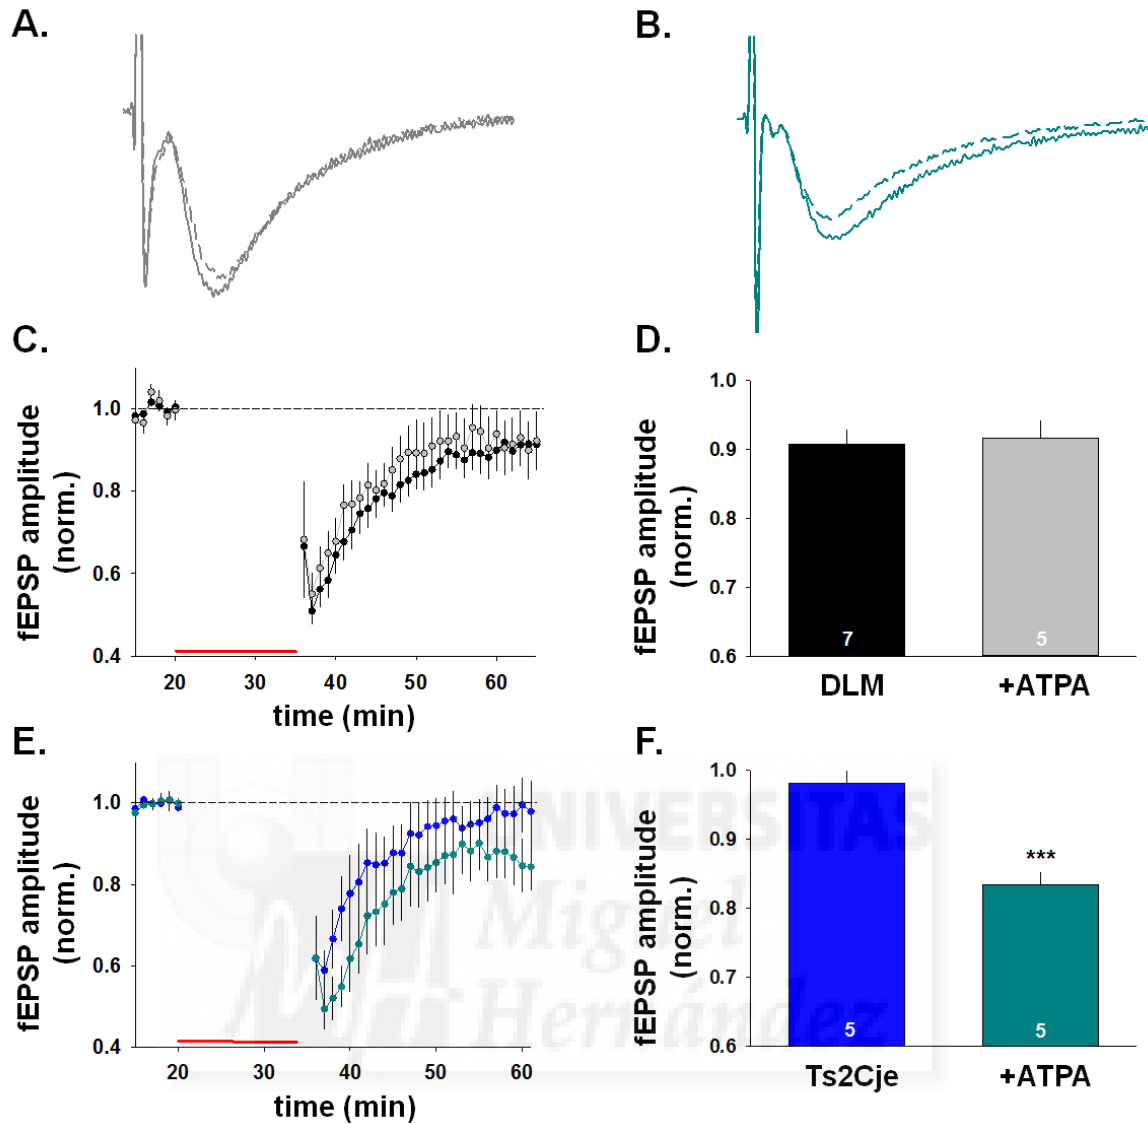 A.
B.
C.
fEPSP amplitude
(norm.)
1.0
0.8
0.6
0.4
20
30
40
50
60
time (min)
D.
fEPSP amplitude
(norm.)
1.0
0.9
0.8
0.7
0.6
7
5
DLM
+ATPA
E.
fEPSP amplitude
(norm.)
1.0
0.8
0.6
0.4
20
30
40
50
60
time (min)
F.
fEPSP amplitude
(norm.)
1.0
0.9
0.8
0.7
0.6
***
5
5
Ts2Cje
+ATPA
UNIVERSITAS
Miguel
Hernández